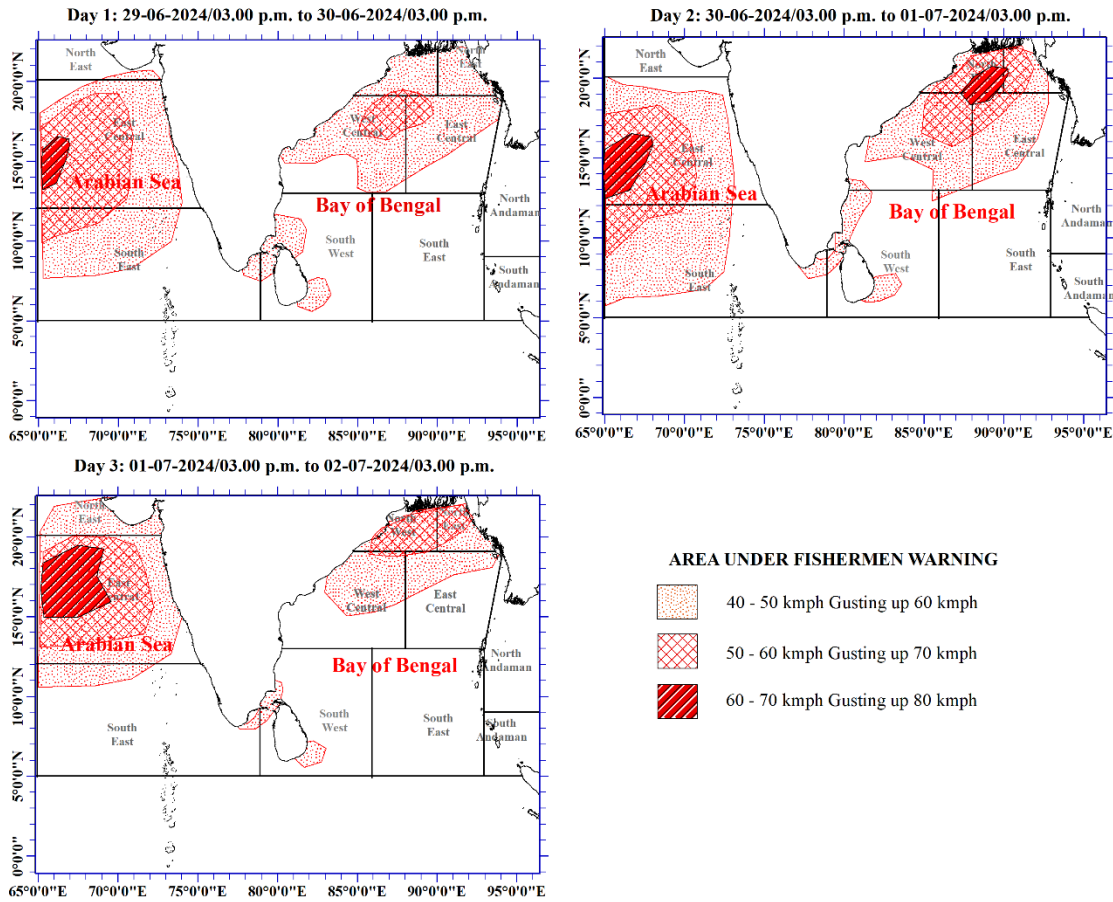 Day 1: 29-06-2024/03.00 p.m. to 30-06-2024/03.00 p.m.
North
East
North
East
20°0'0"N
15°0'0"N
10°0'0"N
5°0'0"N
0°0'0"
East
Central
West
Central
East
Central
Arabian Sea
Bay of Bengal
North
Andaman
South
East
South
West
South
East
South
Andaman
65°0'0"E 70°0'0"E 75°0'0"E 80°0'0"E 85°0'0"E 90°0'0"E 95°0'0"E
Day 2: 30-06-2024/03.00 p.m. to 01-07-2024/03.00 p.m.
North
East
North
20°0'0"N
15°0'0"N
10°0'0"N
5°0'0"N
0°0'0"
East
Central
West
Central
East
Central
Arabian Sea
Bay of Bengal
North
Andaman
South
East
South
West
South
East
South
Andaman
65°0'0"E 70°0'0"E 75°0'0"E 80°0'0"E 85°0'0"E 90°0'0"E 95°0'0"E
Day 3: 01-07-2024/03.00 p.m. to 02-07-2024/03.00 p.m.
North
East
North
West
East
20°0'0"N
15°0'0"N
10°0'0"N
5°0'0"N
0°0'0"
East
Central
West
Central
East
Central
Arabian Sea
Bay of Bengal
North
Andaman
South
East
South
West
South
East
South
Andaman
65°0'0"E 70°0'0"E 75°0'0"E 80°0'0"E 85°0'0"E 90°0'0"E 95°0'0"E
AREA UNDER FISHERMEN WARNING
40 - 50 kmph Gusting up 60 kmph
50 - 60 kmph Gusting up 70 kmph
60 - 70 kmph Gusting up 80 kmph